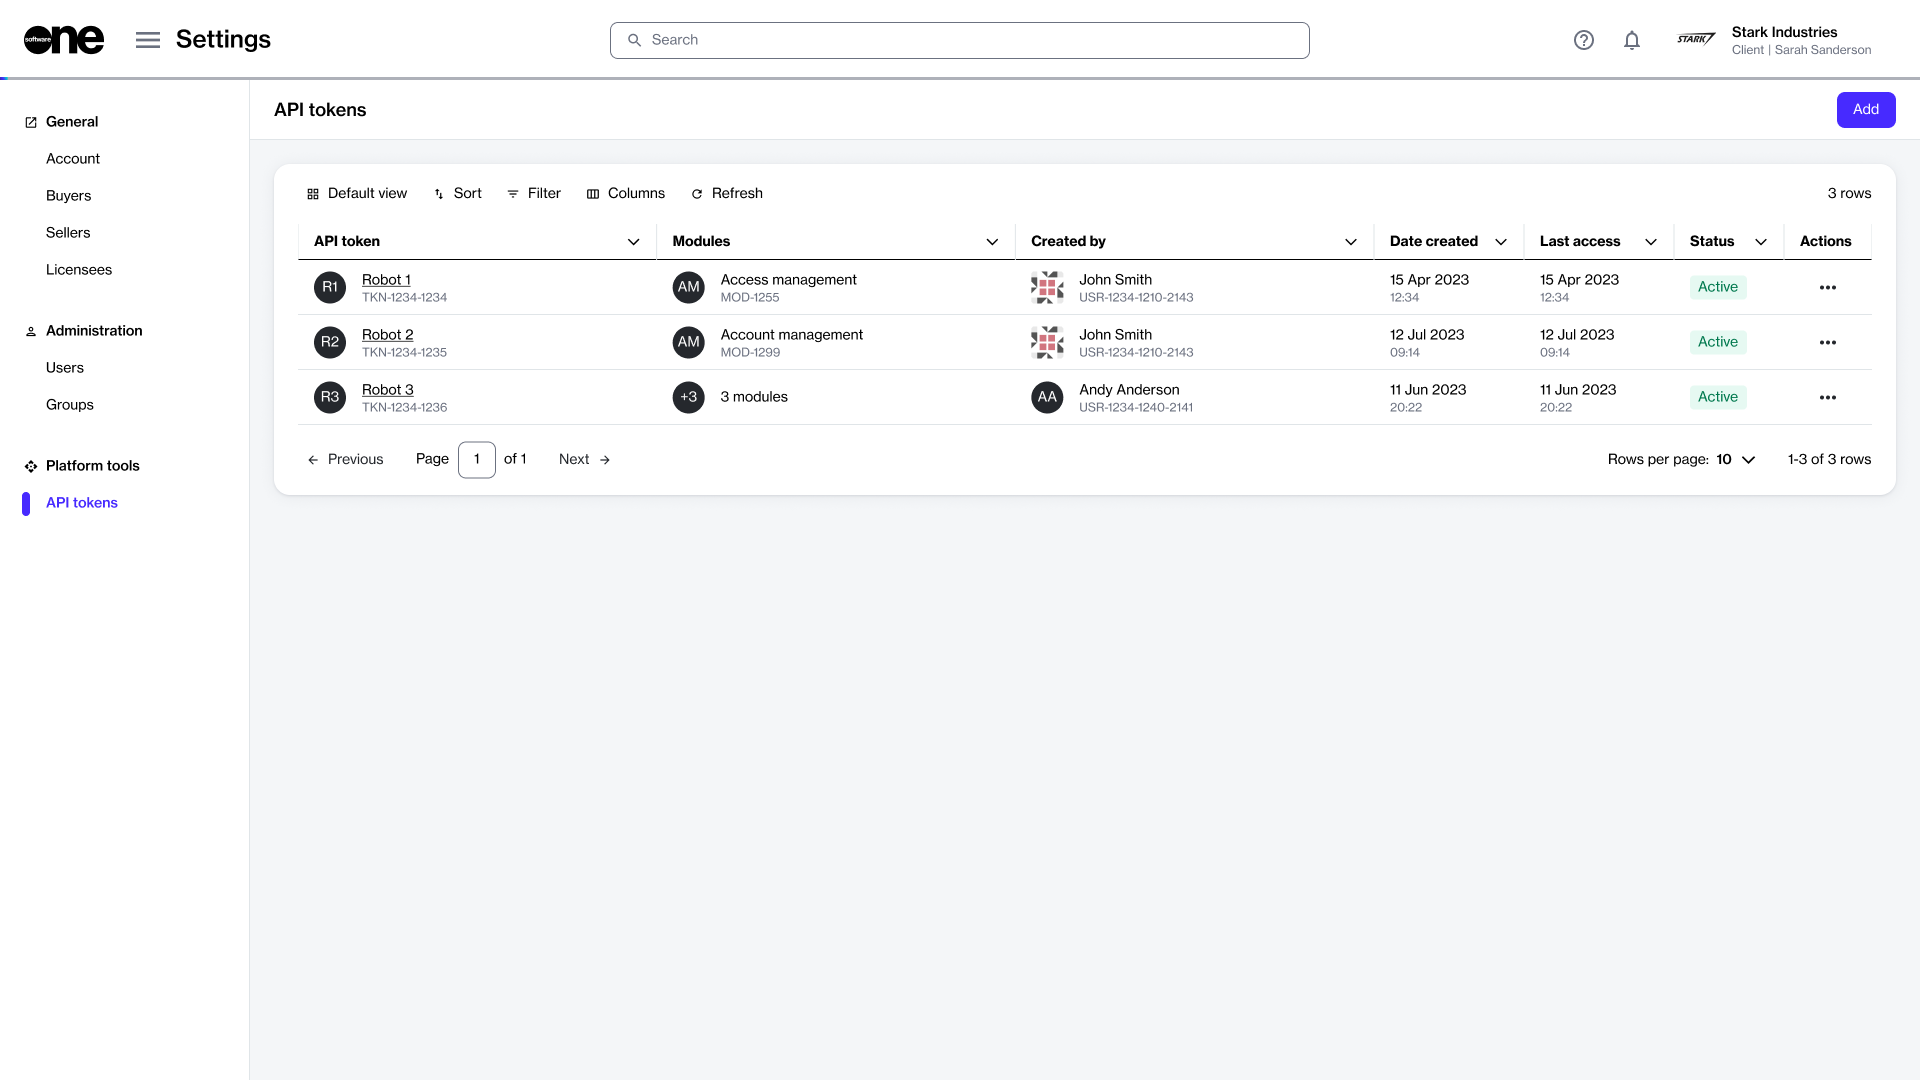 software one
Settings
Search
STARK
Stark Industries
Client | Sarah Sanderson
General
Account
Buyers
Sellers
Licensees
Administration
Users
Groups
Platform tools
API tokens
API tokens
Add
Default view Sort Filter Columns Refresh 3 rows
API token Modules Created by Date created Last access Status Actions
R1 Robot 1 AM Access management John Smith 15 Apr 2023 15 Apr 2023 Active
TKN-1234-1234 MOD-1255 USR-1234-1210-2143 12:34 12:34
R2 Robot 2 AM Account management John Smith 12 Jul 2023 12 Jul 2023 Active
TKN-1234-1235 MOD-1299 USR-1234-1210-2143 09:14 09:14
R3 Robot 3 +3 3 modules AA Andy Anderson 11 Jun 2023 11 Jun 2023 Active
TKN-1234-1236 USR-1234-1240-2141 20:22 20:22
Previous Page 1 of 1 Next Rows per page: 10 1-3 of 3 rows